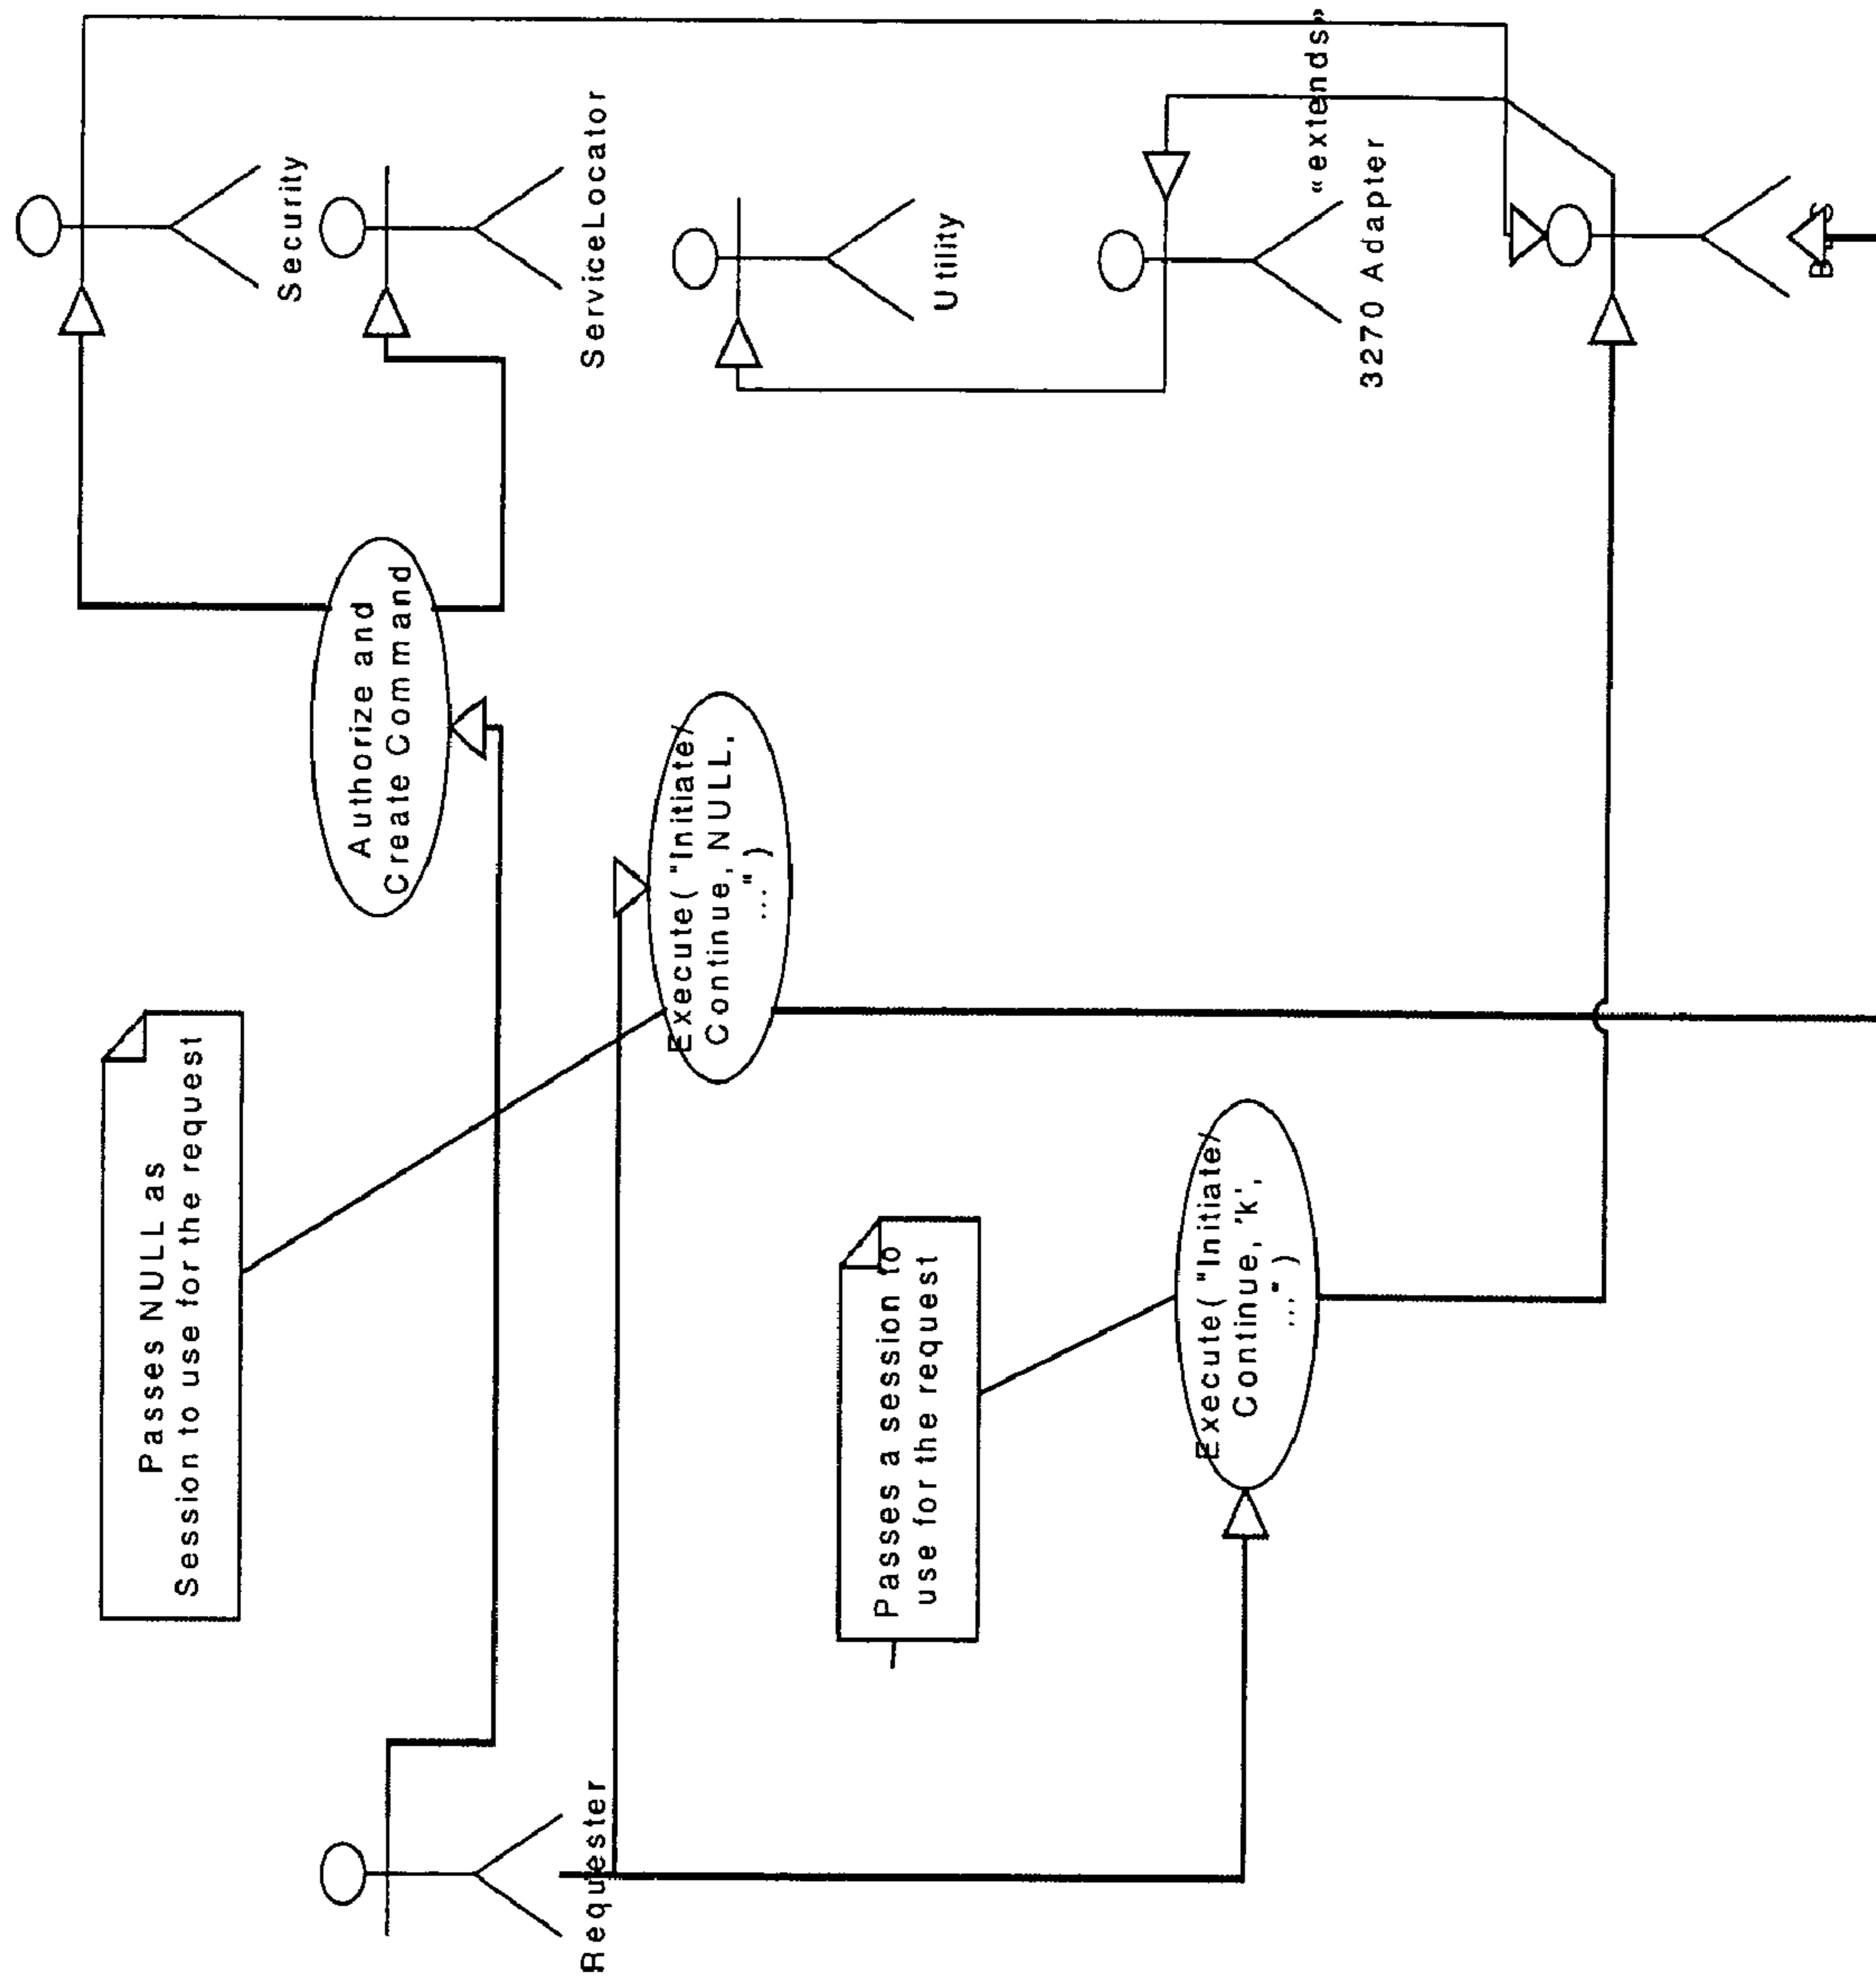 Passes NULL as
Session to use for the request
Requester
Authorize and
Create Command
Security
ServiceLocator
Execute("Initiate/
Continue, NULL,
...")
Utility
Passes a session to
use for the request
Execute("Initiate/
Continue, 'k',
...")
«extends»
3270 Adapter